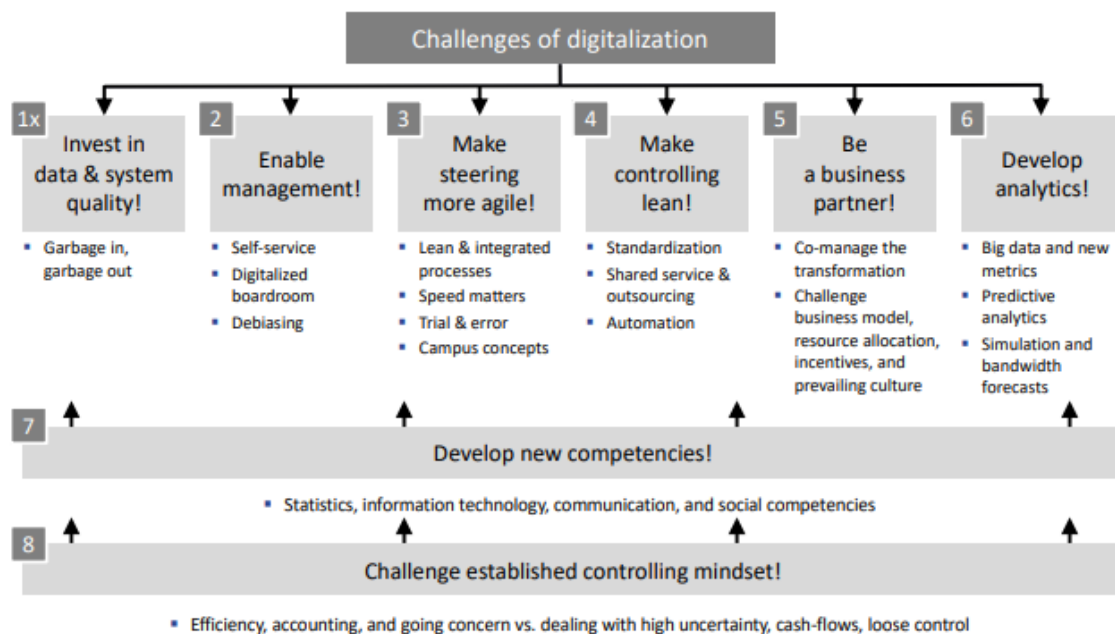 Challenges of digitalization
1x
Invest in
data & system
quality!
Garbage in,
garbage out
2
Enable
management!
Self-service
Digitalized
boardroom
Debiasing
3
Make
steering
more agile!
Lean & integrated
processes
Speed matters
Trial & error
Campus concepts
4
Make
controlling
lean!
Standardization
Shared service &
outsourcing
Automation
5
Be
a business
partner!
Co-manage the
transformation
Challenge
business model,
resource allocation,
incentives, and
prevailing culture
6
Develop
analytics!
Big data and new
metrics
Predictive
analytics
Simulation and
bandwidth
forecasts
7
Develop new competencies!
Statistics, information technology, communication, and social competencies
8
Challenge established controlling mindset!
Efficiency, accounting, and going concern vs. dealing with high uncertainty, cash-flows, loose control